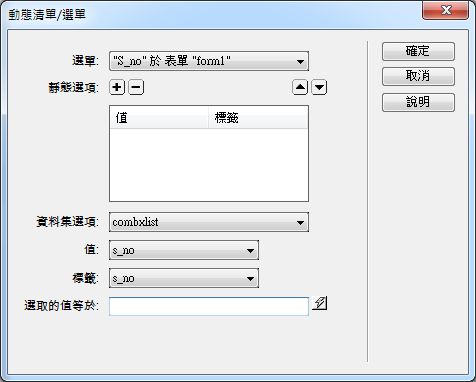 動態清單/選單
選單: "S_no" 於 表單 "form1"
確定
取消
說明
靜態選項:
值 標籤
資料集選項: combxlist
值: s_no
標籤: s_no
選取的值等於: